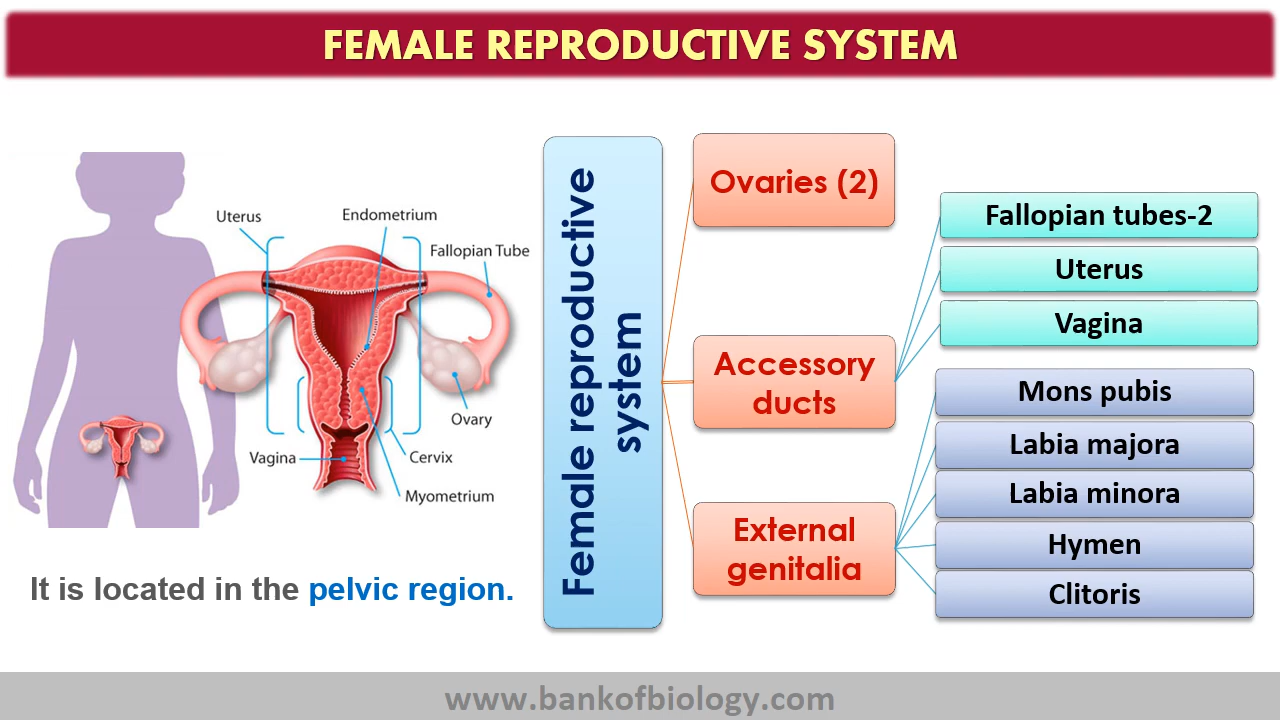 FEMALE REPRODUCTIVE SYSTEM
Uterus
Endometrium
Fallopian Tube
Ovary
Vagina
Cervix
Myometrium
It is located in the pelvic region.
Female reproductive
system
Ovaries (2)
Accessory
ducts
External
genitalia
Fallopian tubes-2
Uterus
Vagina
Mons pubis
Labia majora
Labia minora
Hymen
Clitoris
www.bankofbiology.com